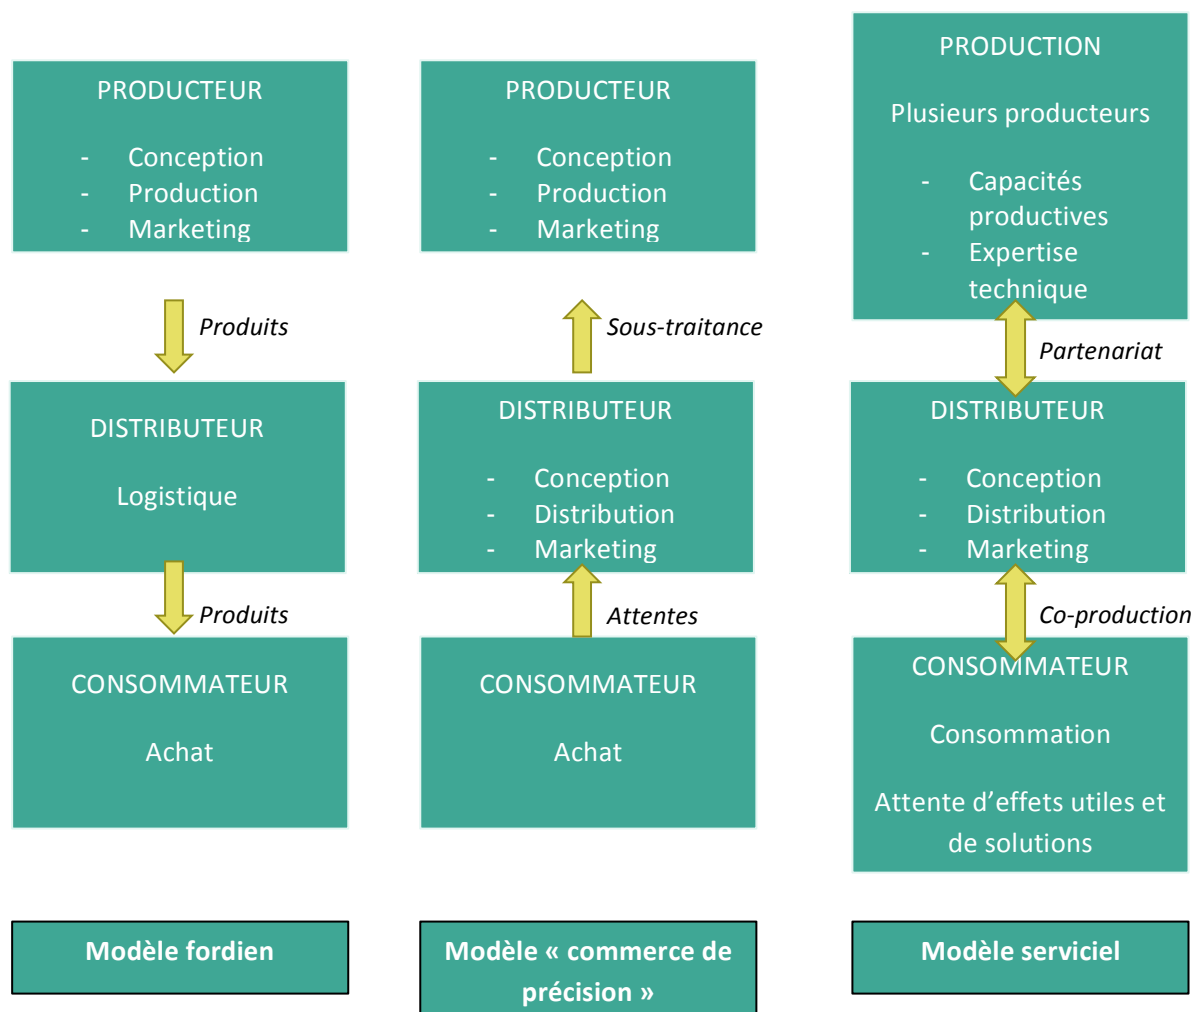 PRODUCTEUR
- Conception
- Production
- Marketing
Produits
DISTRIBUTEUR
Logistique
Produits
CONSOMMATEUR
Achat
Modèle fordien
PRODUCTEUR
- Conception
- Production
- Marketing
Sous-traitance
DISTRIBUTEUR
- Conception
- Distribution
- Marketing
Attentes
CONSOMMATEUR
Achat
Modèle « commerce de
précision »
PRODUCTION
Plusieurs producteurs
- Capacités
productives
- Expertise
technique
Partenariat
DISTRIBUTEUR
- Conception
- Distribution
- Marketing
Co-production
CONSOMMATEUR
Consommation
Attente d’effets utiles et
de solutions
Modèle serviciel